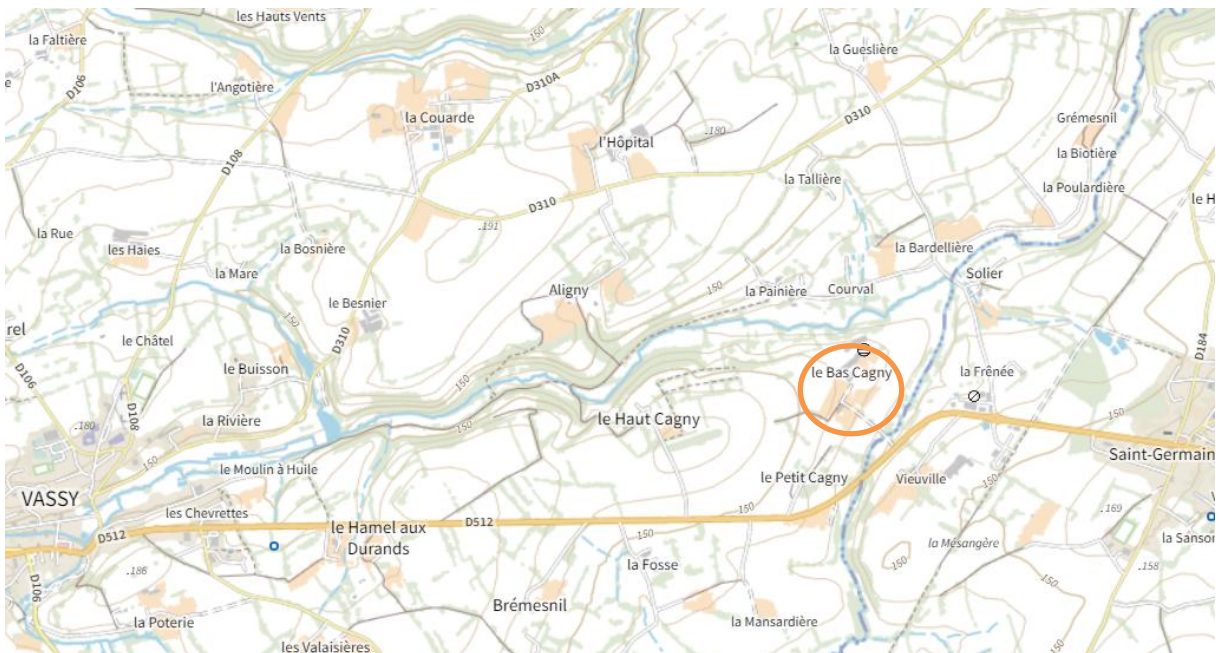 les Hauts Vents
150
la Faltière
la Gueslière
D106
l'Angotière
D310A
la Couarde
Grémesnil
l'Hôpital
.180
D310
la Biotière
D108
la Tallière
la Poulardière
D310
le H
la Rue
.191
les Haies
la Bosnière
la Bardellière
la Mare
Solier
Aligny
150
la Painière
Courval
le Besnier
150
rel
le Châtel
D310
D184
le Buisson
150
le Bas Cagny
la Frênée
D106
D108
la Rivière
le Haut Cagny
150
.180
150
150
Saint-Germain
le Moulin à Huile
le Petit Cagny
Vieuville
VASSY
les Chevrettes
150
150
.169
D512
le Hamel aux
Durands
D512
150
la Mésangère
150
la Sanson
.186
la Fosse
150
.158
D106
Brémesnil
la Poterie
la Mansardière
les Valaisières